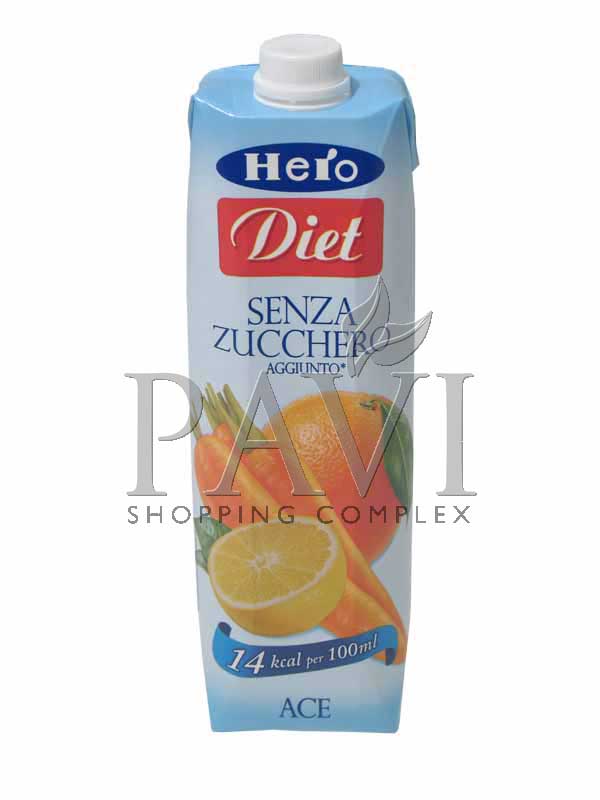 Hero
Diet
SENZA
ZUCCHERO
AGGIUNTO*
PAVI
SHOPPING COMPLEX
14 kcal per 100ml
ACE